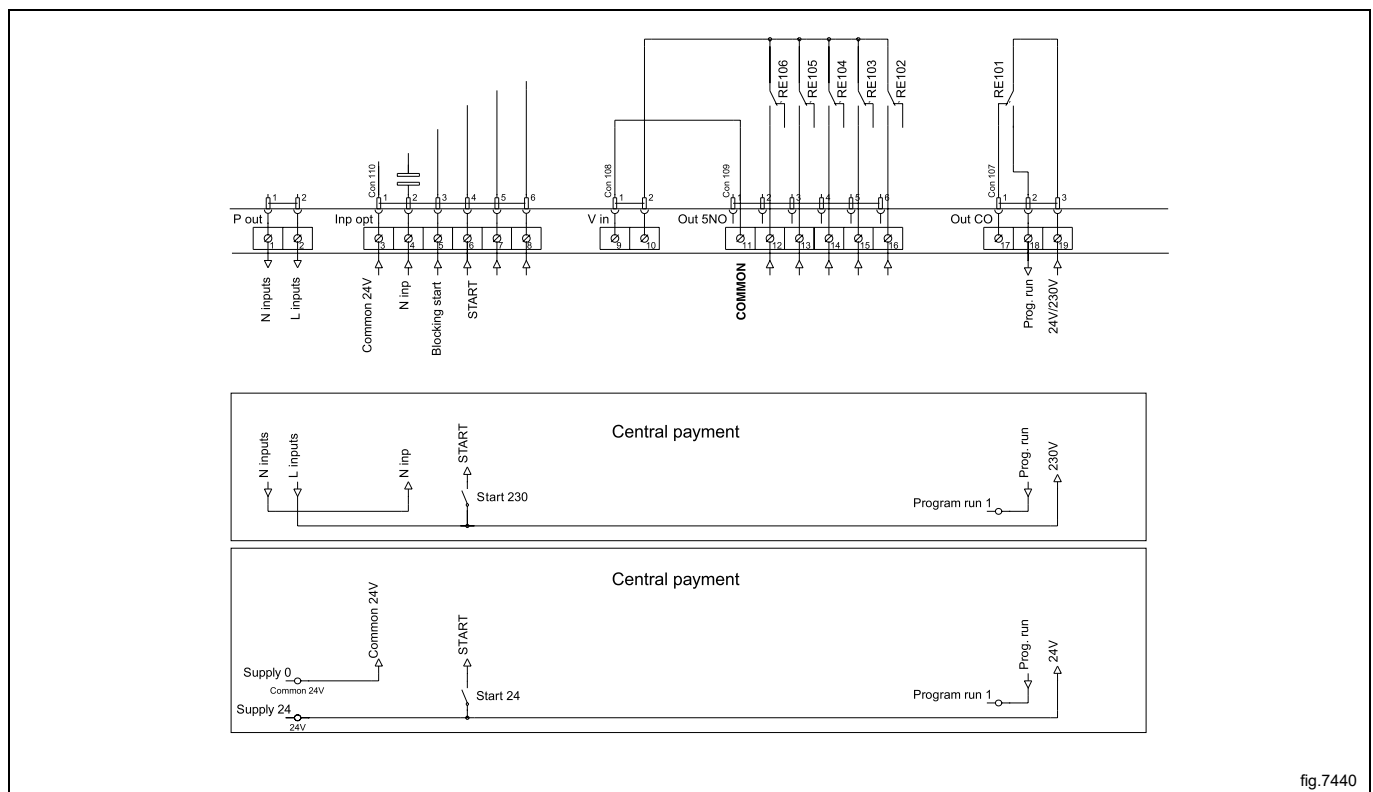 RE106 RE105 RE104 RE103 RE102 RE101
Con 110 Con 108 Con 109 Con 107
1 2 1 2 3 4 5 6 1 2 1 2 3 4 5 6 1 2 3
P out Inp opt V in Out 5NO Out CO
1 2 3 4 5 6 7 8 9 10 11 12 13 14 15 16 17 18 19
N inputs
L inputs
Common 24V
N inp
Blocking start
START
COMMON
Prog. run
24V/230V
Central payment
N inputs
L inputs
N inp
START
Start 230
Program run 1
Prog. run
230V
Central payment
Supply 0
Common 24V
Supply 24
24V
Common 24V
START
Start 24
Program run 1
Prog. run
24V
fig.7440